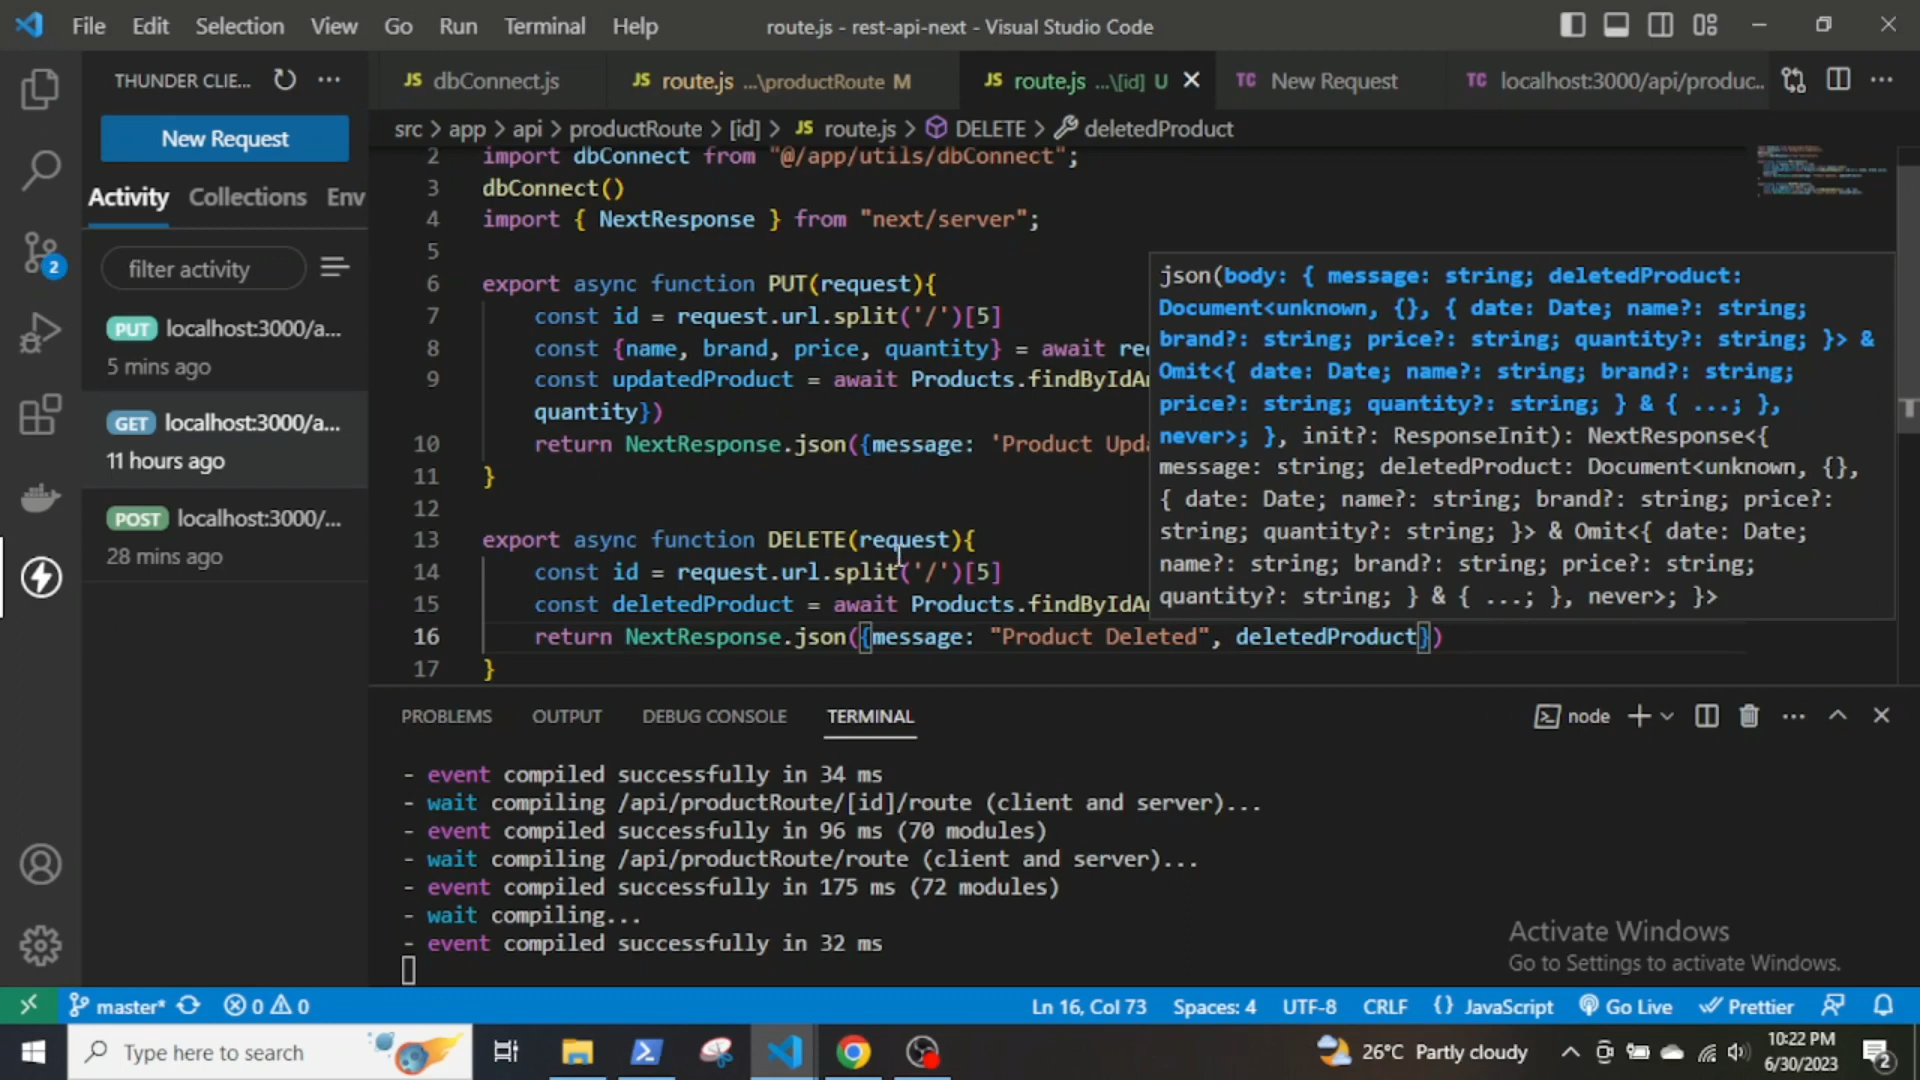 File Edit Selection View Go Run Terminal Help route.js - rest-api-next - Visual Studio Code
THUNDER CLIE... JS dbConnect.js JS route.js ...\productRoute M JS route.js ...\[id] U TC New Request TC localhost:3000/api/produc...
New Request
src > app > api > productRoute > [id] > JS route.js > DELETE > deletedProduct
Activity Collections Env
filter activity
PUT localhost:3000/a...
5 mins ago
GET localhost:3000/a...
11 hours ago
POST localhost:3000/...
28 mins ago
2 import dbConnect from "@/app/utils/dbConnect";
3 dbConnect()
4 import { NextResponse } from "next/server";
5
6 export async function PUT(request){
7 const id = request.url.split('/')[5]
8 const {name, brand, price, quantity} = await re
9 const updatedProduct = await Products.findByIdA
quantity})
10 return NextResponse.json({message: 'Product Upd
11 }
12
13 export async function DELETE(request){
14 const id = request.url.split('/')[5]
15 const deletedProduct = await Products.findByIdA
16 return NextResponse.json({message: "Product Deleted", deletedProduct})
17 }
json(body: { message: string; deletedProduct:
Document<unknown, {}, { date: Date; name?: string;
brand?: string; price?: string; quantity?: string; }> &
Omit<{ date: Date; name?: string; brand?: string;
price?: string; quantity?: string; } & { ...; },
never>; }, init?: ResponseInit): NextResponse<{
message: string; deletedProduct: Document<unknown, {},
{ date: Date; name?: string; brand?: string; price?:
string; quantity?: string; }> & Omit<{ date: Date;
name?: string; brand?: string; price?: string;
quantity?: string; } & { ...; }, never>; }>
PROBLEMS OUTPUT DEBUG CONSOLE TERMINAL node
- event compiled successfully in 34 ms
- wait compiling /api/productRoute/[id]/route (client and server)...
- event compiled successfully in 96 ms (70 modules)
- wait compiling /api/productRoute/route (client and server)...
- event compiled successfully in 175 ms (72 modules)
- wait compiling...
- event compiled successfully in 32 ms
Activate Windows
Go to Settings to activate Windows.
2
master* 0 0 Ln 16, Col 73 Spaces: 4 UTF-8 CRLF {} JavaScript Go Live Prettier
Type here to search 26°C Partly cloudy 10:22 PM
6/30/2023 2